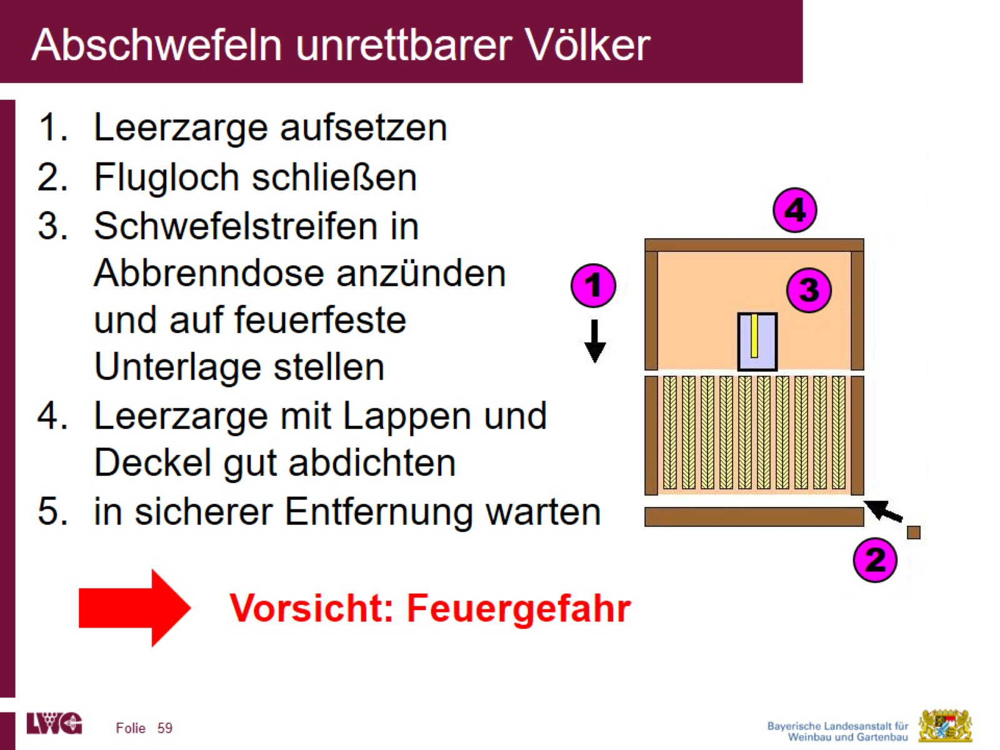 Abschwefeln unrettbarer Völker
1. Leerzarge aufsetzen
2. Flugloch schließen
3. Schwefelstreifen in
Abbrenndose anzünden
und auf feuerfeste
Unterlage stellen
4. Leerzarge mit Lappen und
Deckel gut abdichten
5. in sicherer Entfernung warten
4
1
3
2
Vorsicht: Feuergefahr
LWG
Folie 59
Bayerische Landesanstalt für
Weinbau und Gartenbau